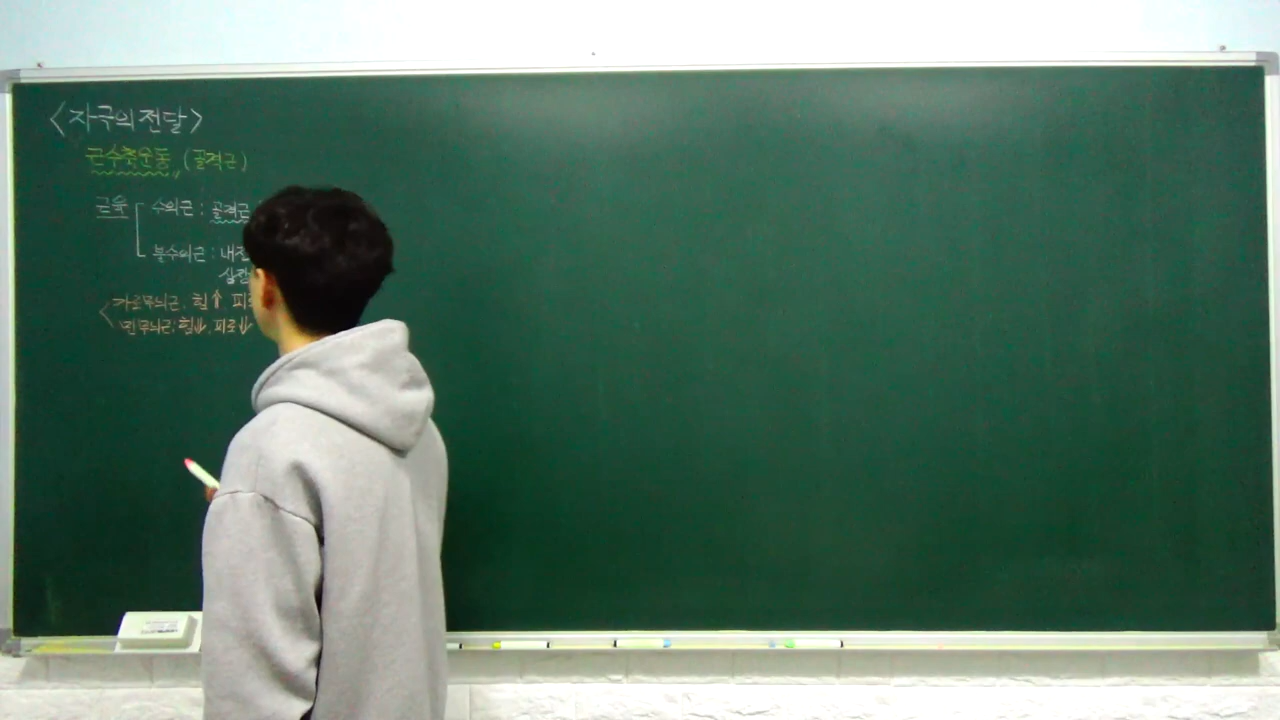 <자극의 전달>
근수축운동, (골격근)
근육 수의근 : 골격근
불수의근 : 내장
심장
가로무늬근, 힘↑ 피로
민무늬근; 힘↓, 피로↓